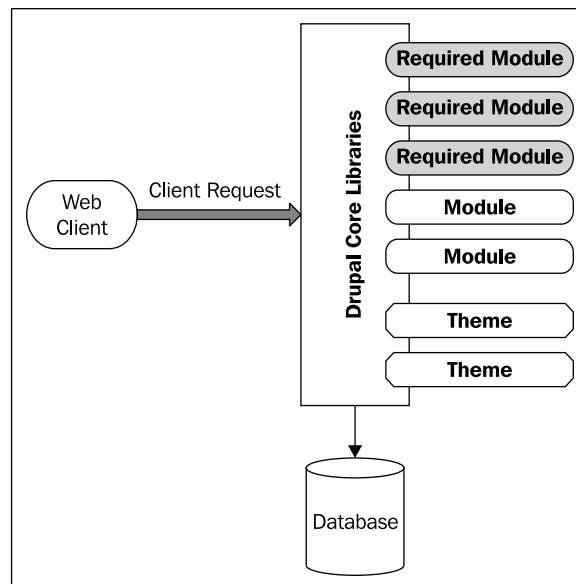 Required Module
Required Module
Required Module
Module
Module
Theme
Theme
Drupal Core Libraries
Client Request
Web
Client
Database